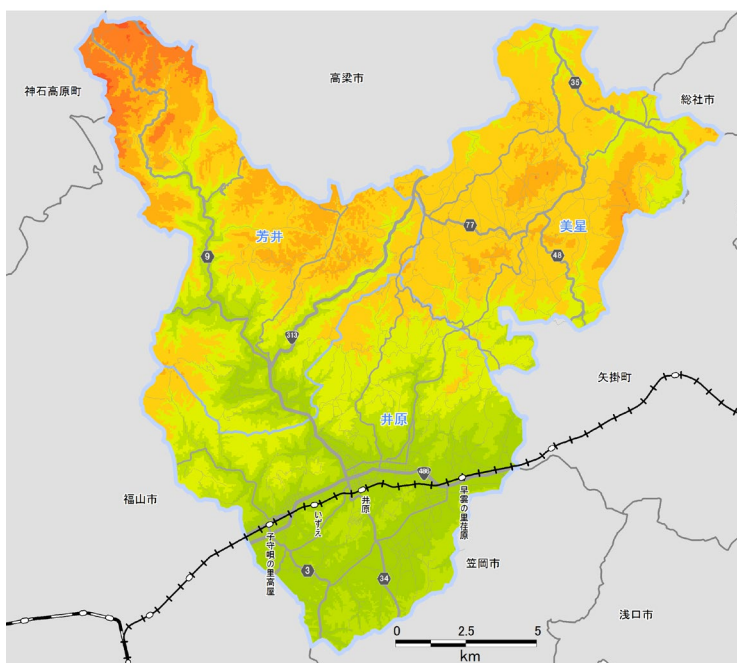 高梁市
神石高原町
35
総社市
77
美星
芳井
48
9
313
矢掛町
井原
486
福山市
早雲の里荏原
井原
いずえ
子守唄の里高屋
笠岡市
3
34
浅口市
0 2.5 5
km